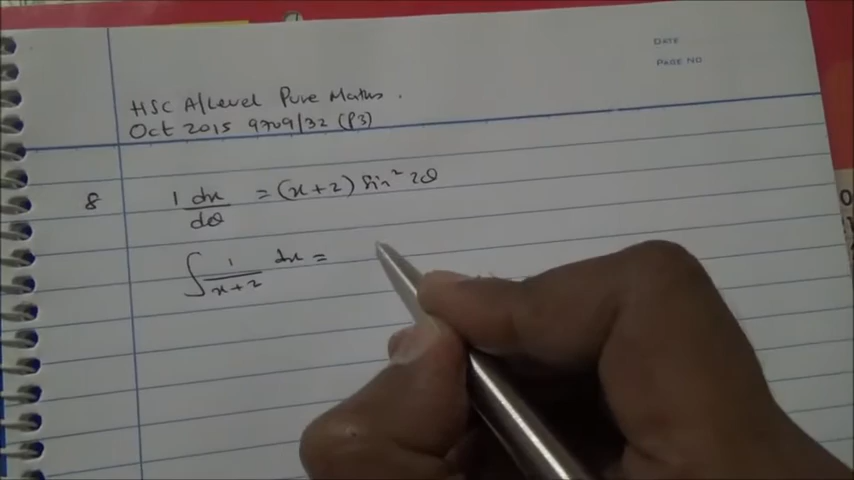 DATE
PAGE NO
HSC A/Level Pure Maths.
Oct 2015 9709/32 (P3)
8 1 dx/dθ = (x+2) sin² 2θ
∫ 1/(x+2) dx =